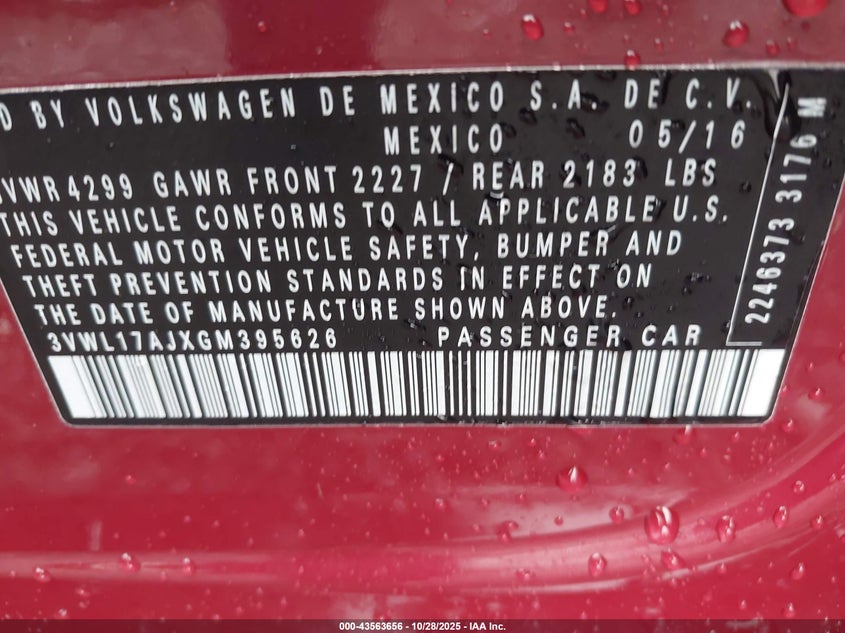 D BY VOLKSWAGEN DE MEXICO S.A. DE C.V.
MEXICO 05/16
VWR 4299 GAWR FRONT 2227 / REAR 2183 LBS
THIS VEHICLE CONFORMS TO ALL APPLICABLE U.S.
FEDERAL MOTOR VEHICLE SAFETY, BUMPER AND
THEFT PREVENTION STANDARDS IN EFFECT ON
THE DATE OF MANUFACTURE SHOWN ABOVE.
3VWL17AJXGM395626 PASSENGER CAR
2246373 3176 M
000-43563656 - 10/28/2025 - IAA Inc.